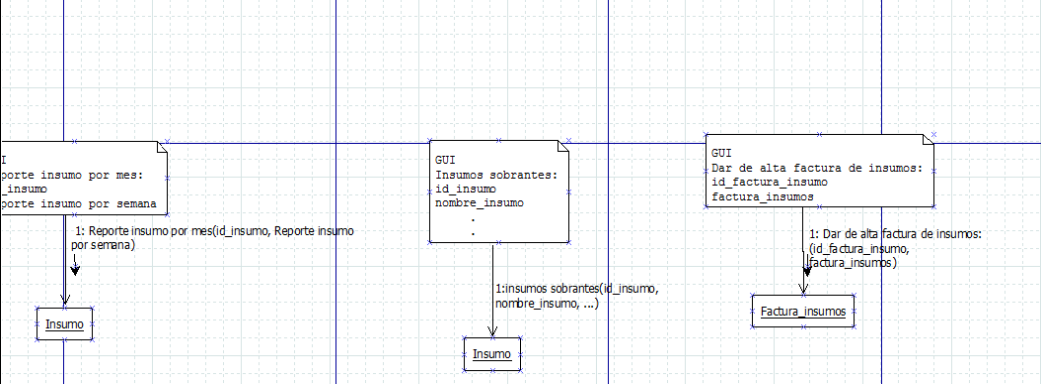 I
porte insumo por mes:
_insumo
porte insumo por semana
1: Reporte insumo por mes(id_insumo, Reporte insumo
por semana)
Insumo
GUI
Insumos sobrantes:
id_insumo
nombre_insumo
.
.
1:insumos sobrantes(id_insumo,
nombre_insumo, ...)
Insumo
GUI
Dar de alta factura de insumos:
id_factura_insumo
factura_insumos
1: Dar de alta factura de insumos:
(id_factura_insumo,
factura_insumos)
Factura_insumos